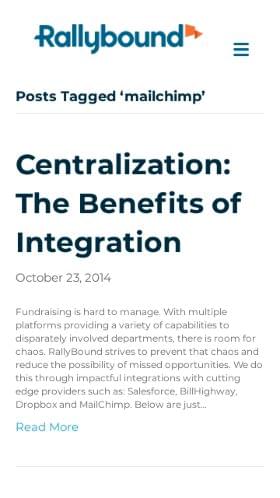 Rallybound
Posts Tagged ‘mailchimp’
Centralization:
The Benefits of
Integration
October 23, 2014
Fundraising is hard to manage. With multiple
platforms providing a variety of capabilities to
disparately involved departments, there is room for
chaos. RallyBound strives to prevent that chaos and
reduce the possibility of missed opportunities. We do
this through impactful integrations with cutting
edge providers such as: Salesforce, BillHighway,
Dropbox and MailChimp. Below are just...
Read More